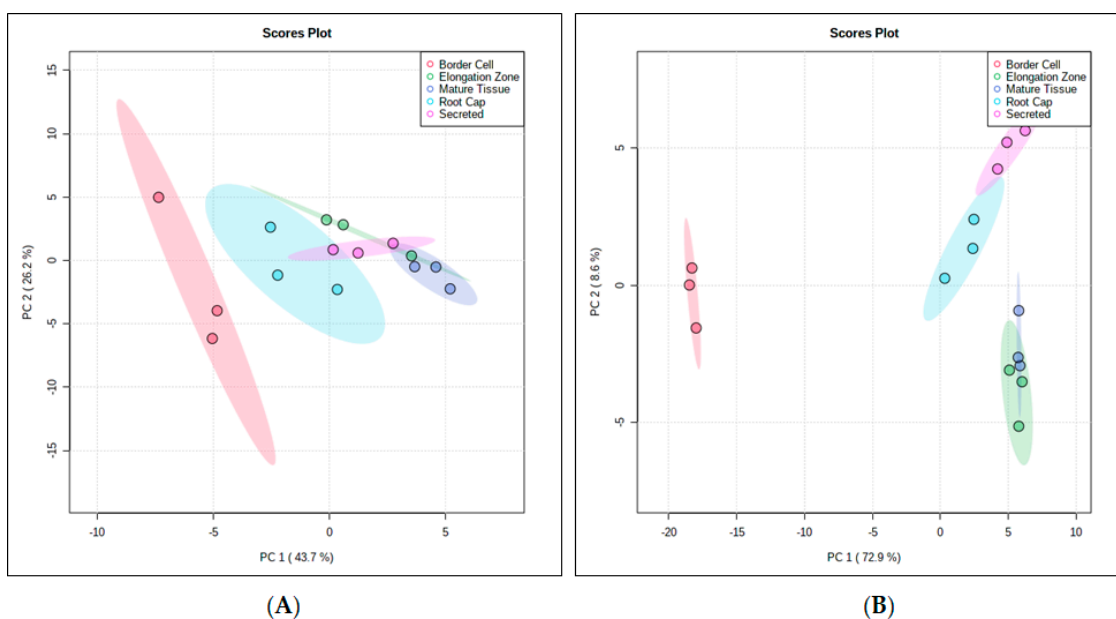 Scores Plot
Border Cell
Elongation Zone
Mature Tissue
Root Cap
Secreted
15
10
5
0
-5
-10
-15
PC 2 ( 26.2 %)
-10
-5
0
5
PC 1 ( 43.7 %)
(A)
Scores Plot
Border Cell
Elongation Zone
Mature Tissue
Root Cap
Secreted
5
0
-5
PC 2 ( 8.6 %)
-20
-15
-10
-5
0
5
10
PC 1 ( 72.9 %)
(B)